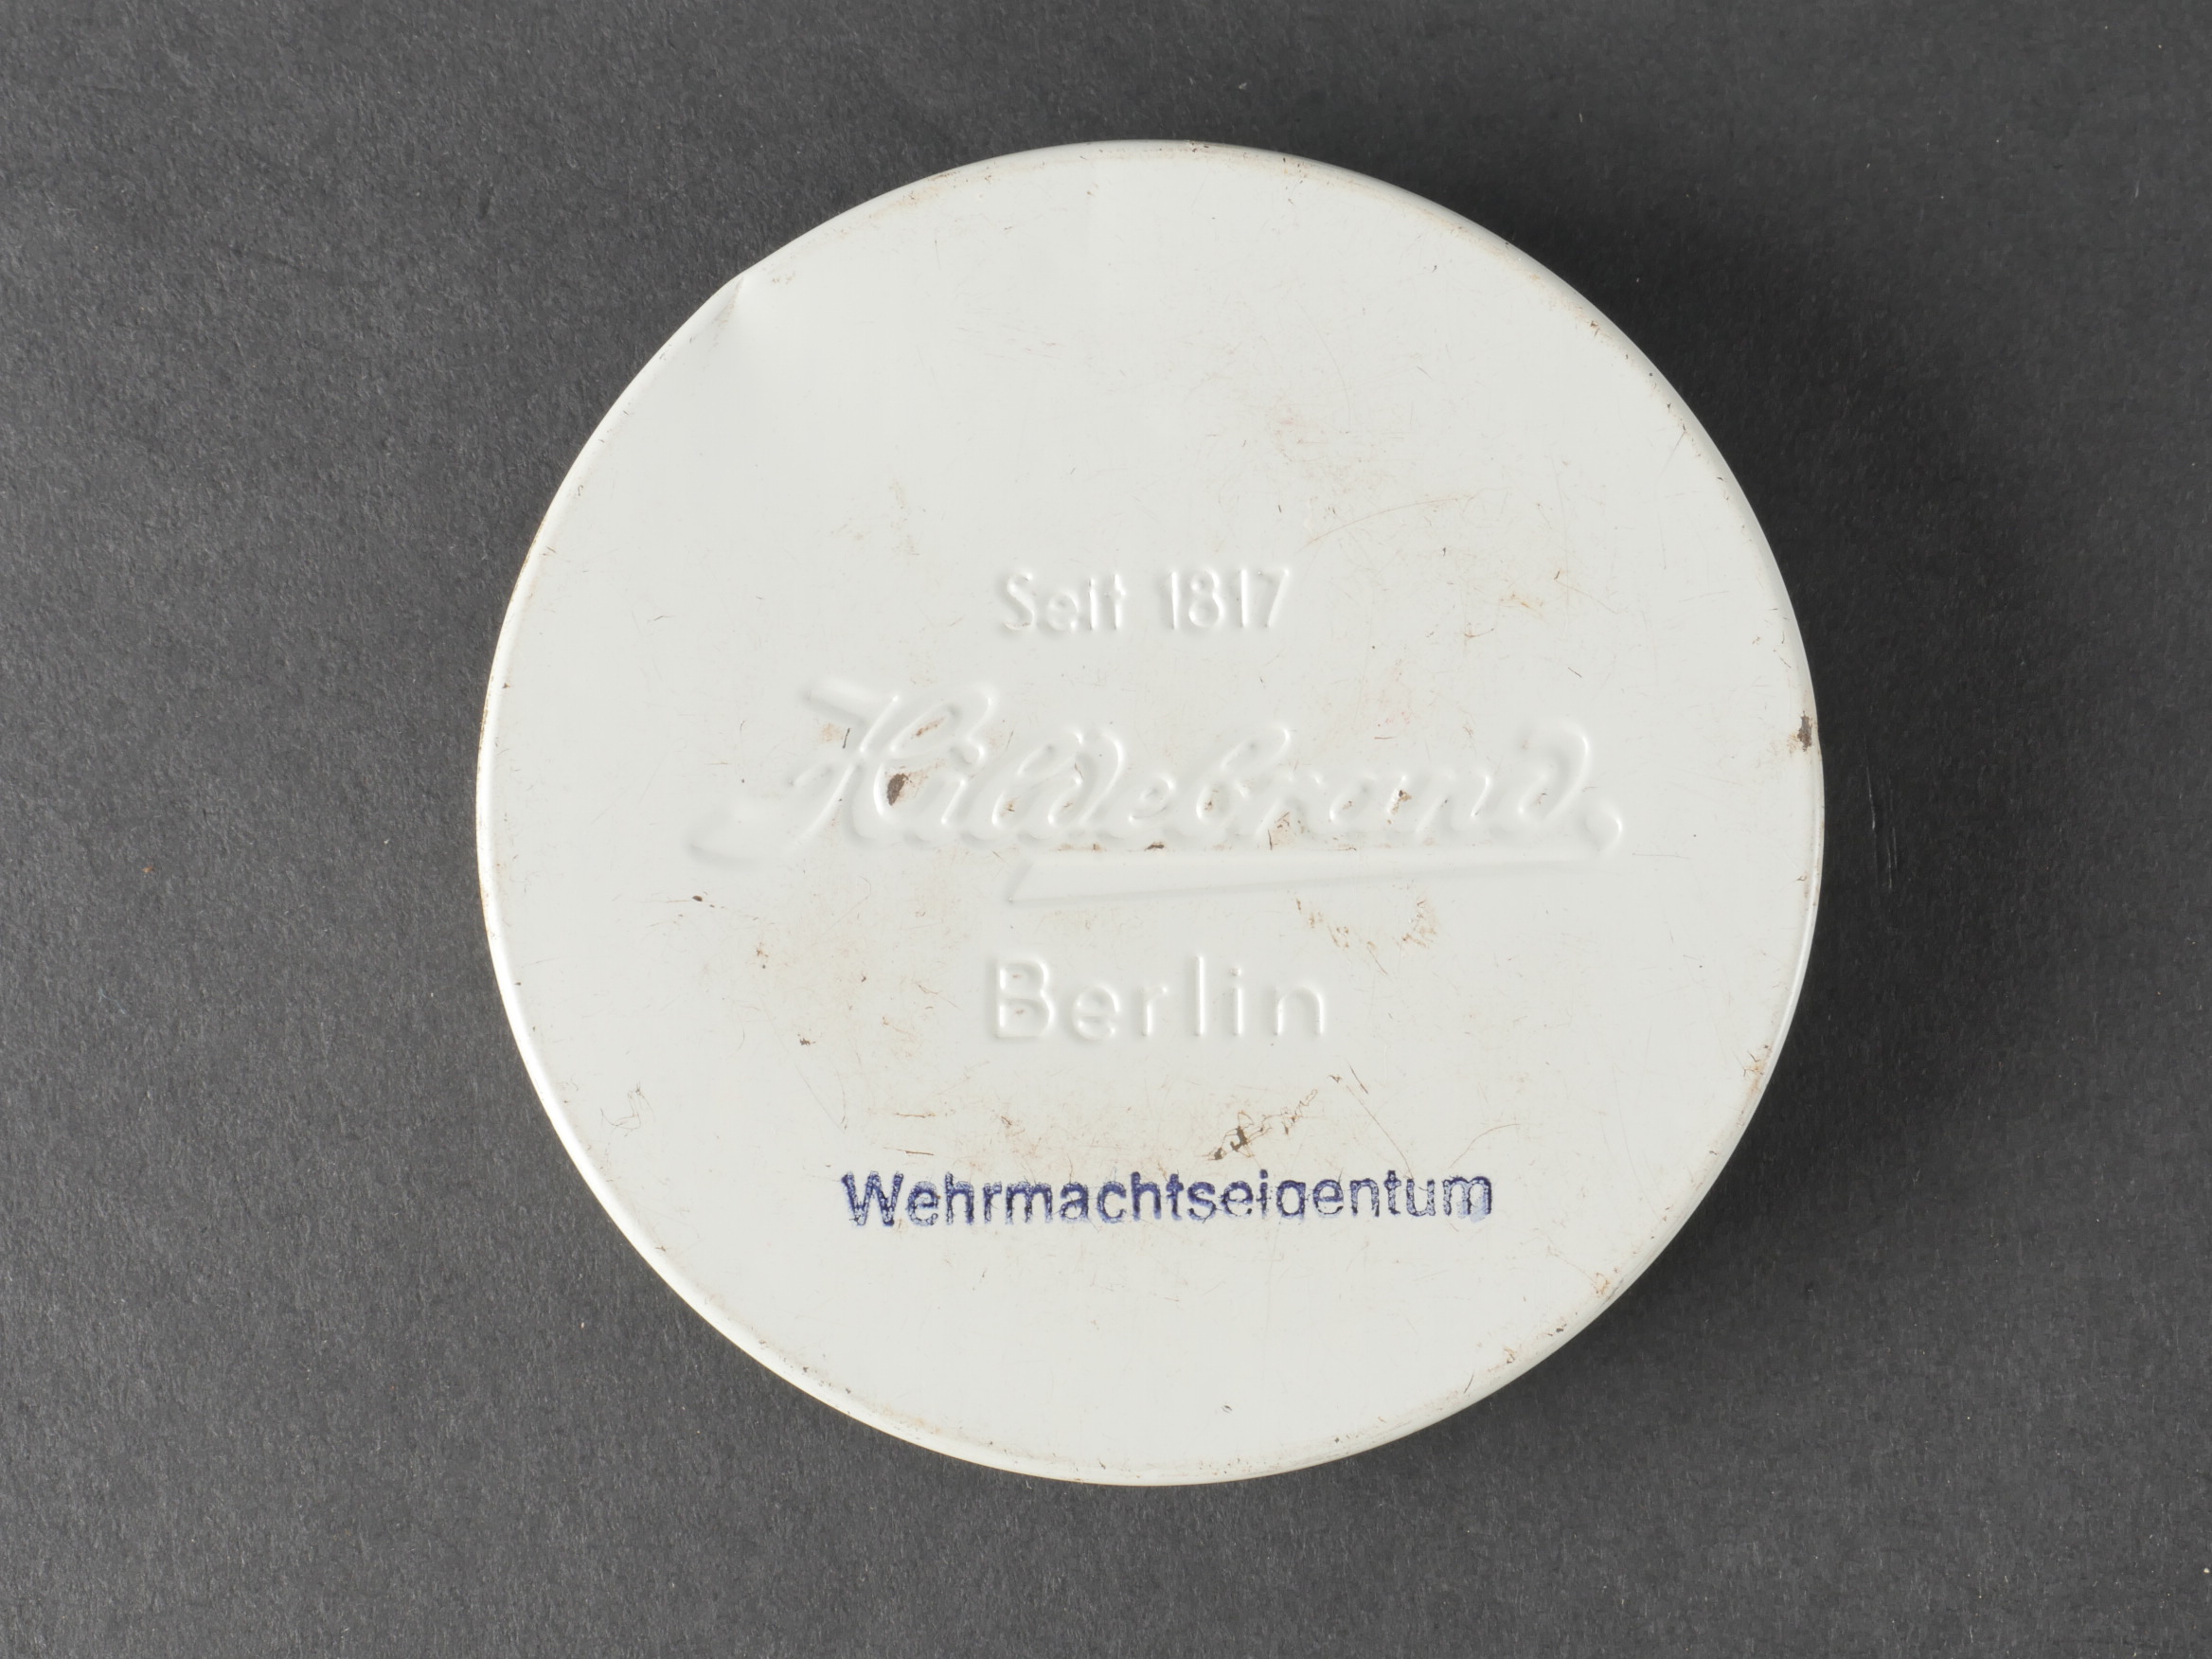 Seit 1817
Hildebrand
Berlin
Wehrmachtseigentum